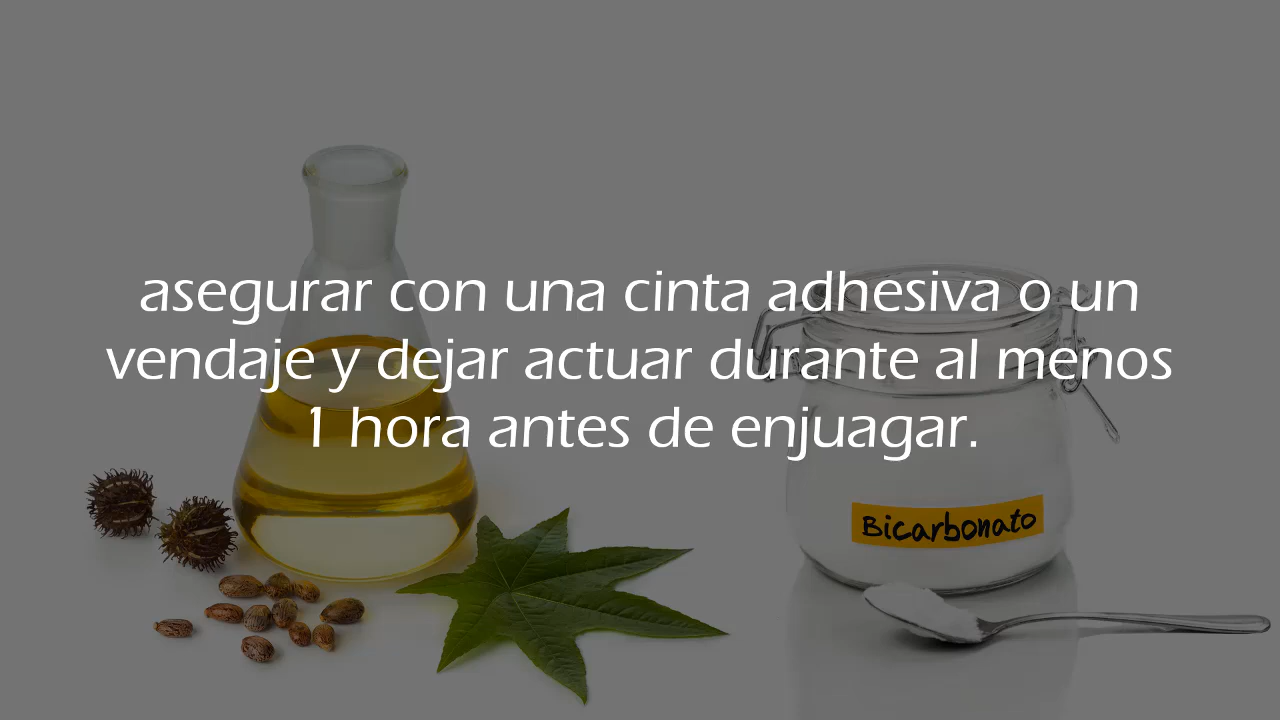 asegurar con una cinta adhesiva o un
vendaje y dejar actuar durante al menos
1 hora antes de enjuagar.
Bicarbonato